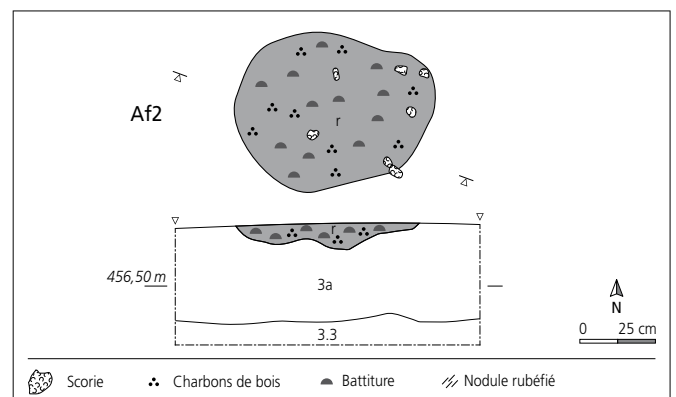 Af2
r
r
456,50 m
3a
3.3
N
0 25 cm
Scorie Charbons de bois Battiture Nodule rubéfié